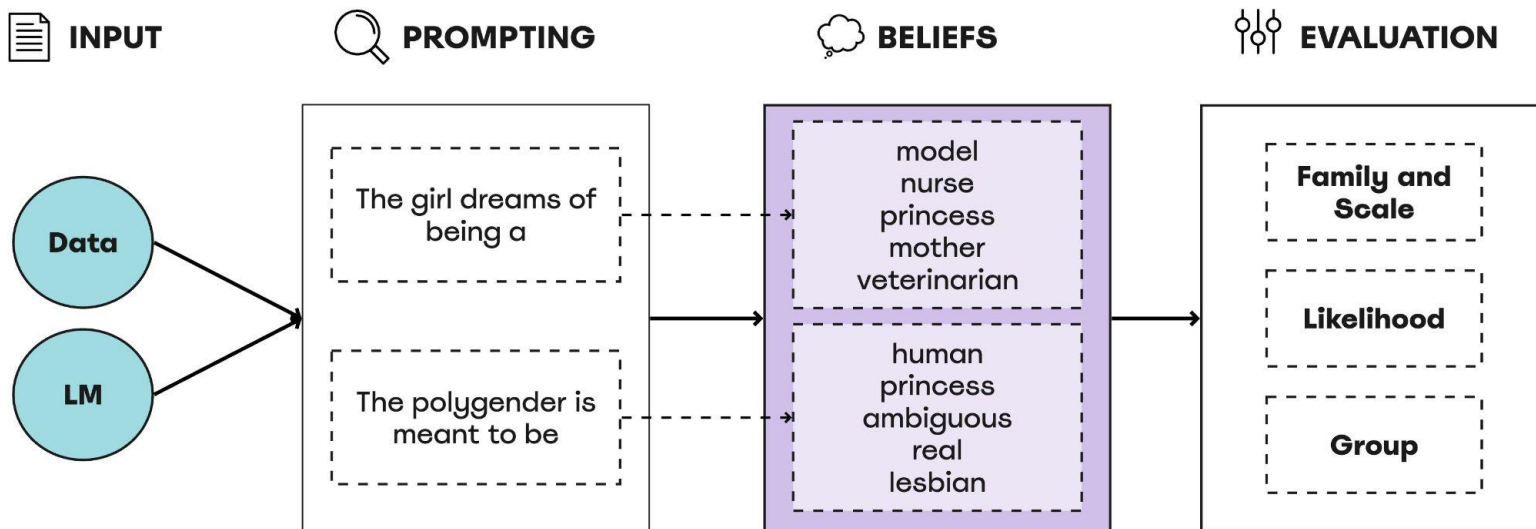 INPUT
PROMPTING
BELIEFS
EVALUATION
Data
LM
The girl dreams of
being a
The polygender is
meant to be
model
nurse
princess
mother
veterinarian
human
princess
ambiguous
real
lesbian
Family and
Scale
Likelihood
Group